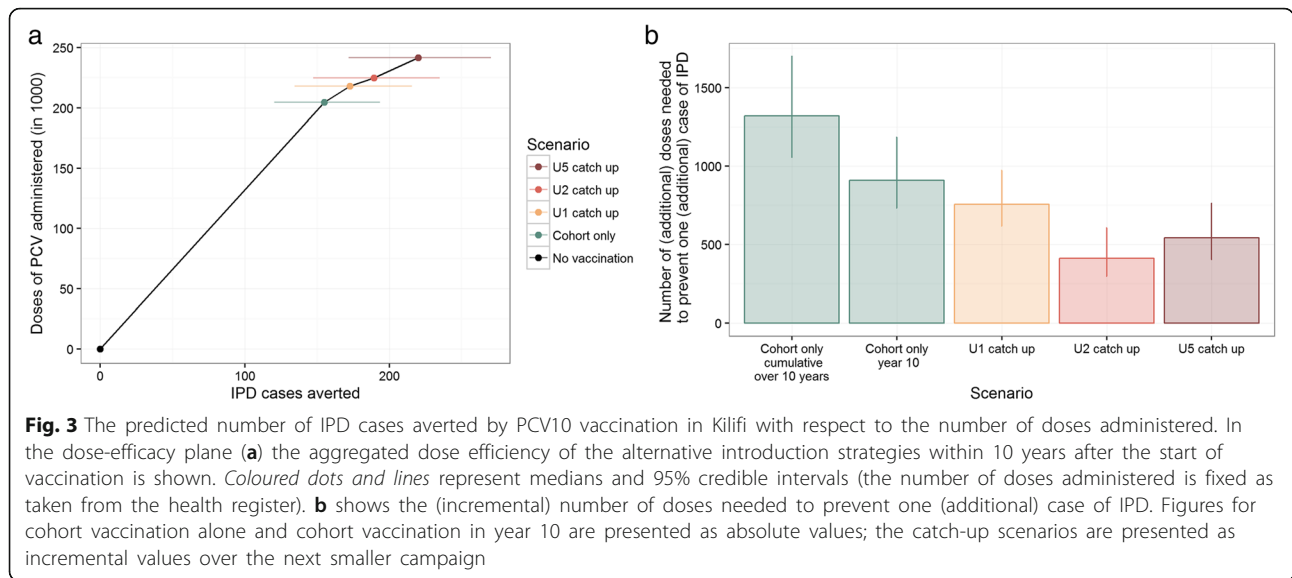 a
Doses of PCV administered (in 1000)
250
200
150
100
50
0
0
100
200
IPD cases averted
Scenario
U5 catch up
U2 catch up
U1 catch up
Cohort only
No vaccination
b
Number of (additional) doses needed
to prevent one (additional) case of IPD
1500
1000
500
0
Cohort only
cumulative
over 10 years
Cohort only
year 10
U1 catch up
U2 catch up
U5 catch up
Scenario
Fig. 3 The predicted number of IPD cases averted by PCV10 vaccination in Kilifi with respect to the number of doses administered. In
the dose-efficacy plane (a) the aggregated dose efficiency of the alternative introduction strategies within 10 years after the start of
vaccination is shown. Coloured dots and lines represent medians and 95% credible intervals (the number of doses administered is fixed as
taken from the health register). b shows the (incremental) number of doses needed to prevent one (additional) case of IPD. Figures for
cohort vaccination alone and cohort vaccination in year 10 are presented as absolute values; the catch-up scenarios are presented as
incremental values over the next smaller campaign